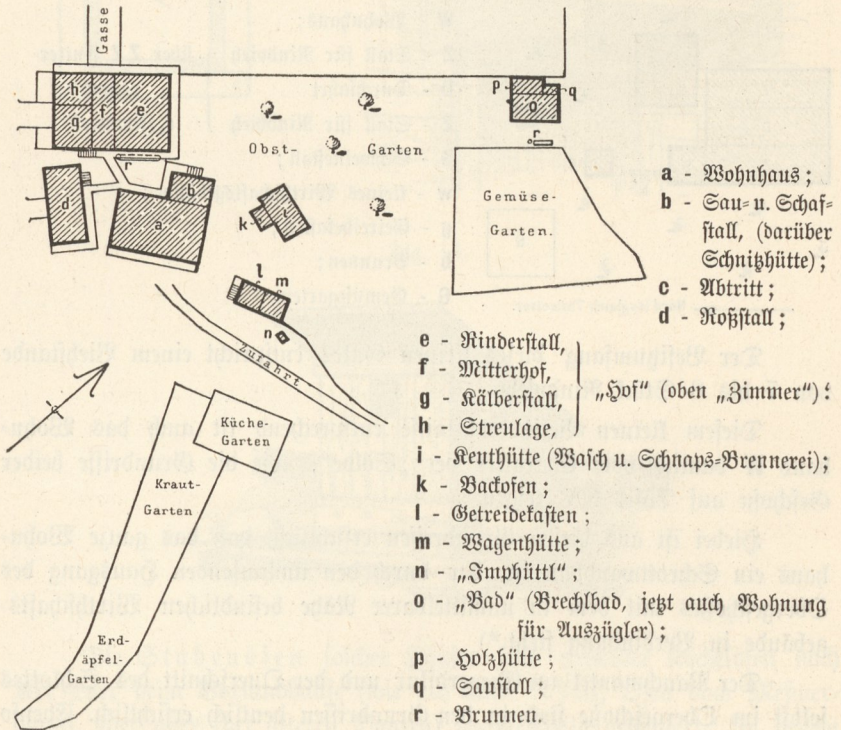 Gasse
h f e
g
r
d
b
a
Obst- Garten
k i
l m
n
Zufahrt
p q
o
r
Gemüse-
Garten.
Küche-
Garten
Kraut-
Garten
Erd-
äpfel-
Garten
a - Wohnhaus;
b - Sau- u. Schaf-
stall, (darüber
Schnitzhütte);
c - Abtritt;
d - Roßstall;
e - Rinderstall,
f - Mitterhof,
g - Kälberstall,
h - Streulage,
„Hof“ (oben „Zimmer“):
i - Keuthütte (Wasch u. Schnaps-Brennerei);
k - Backofen;
l - Getreidekasten;
m - Wagenhütte;
n - „Imphüttl“:
o - „Bad“ (Brechlbad, jetzt auch Wohnung
für Auszügler);
p - Holzhütte;
q - Saustall;
r - Brunnen.